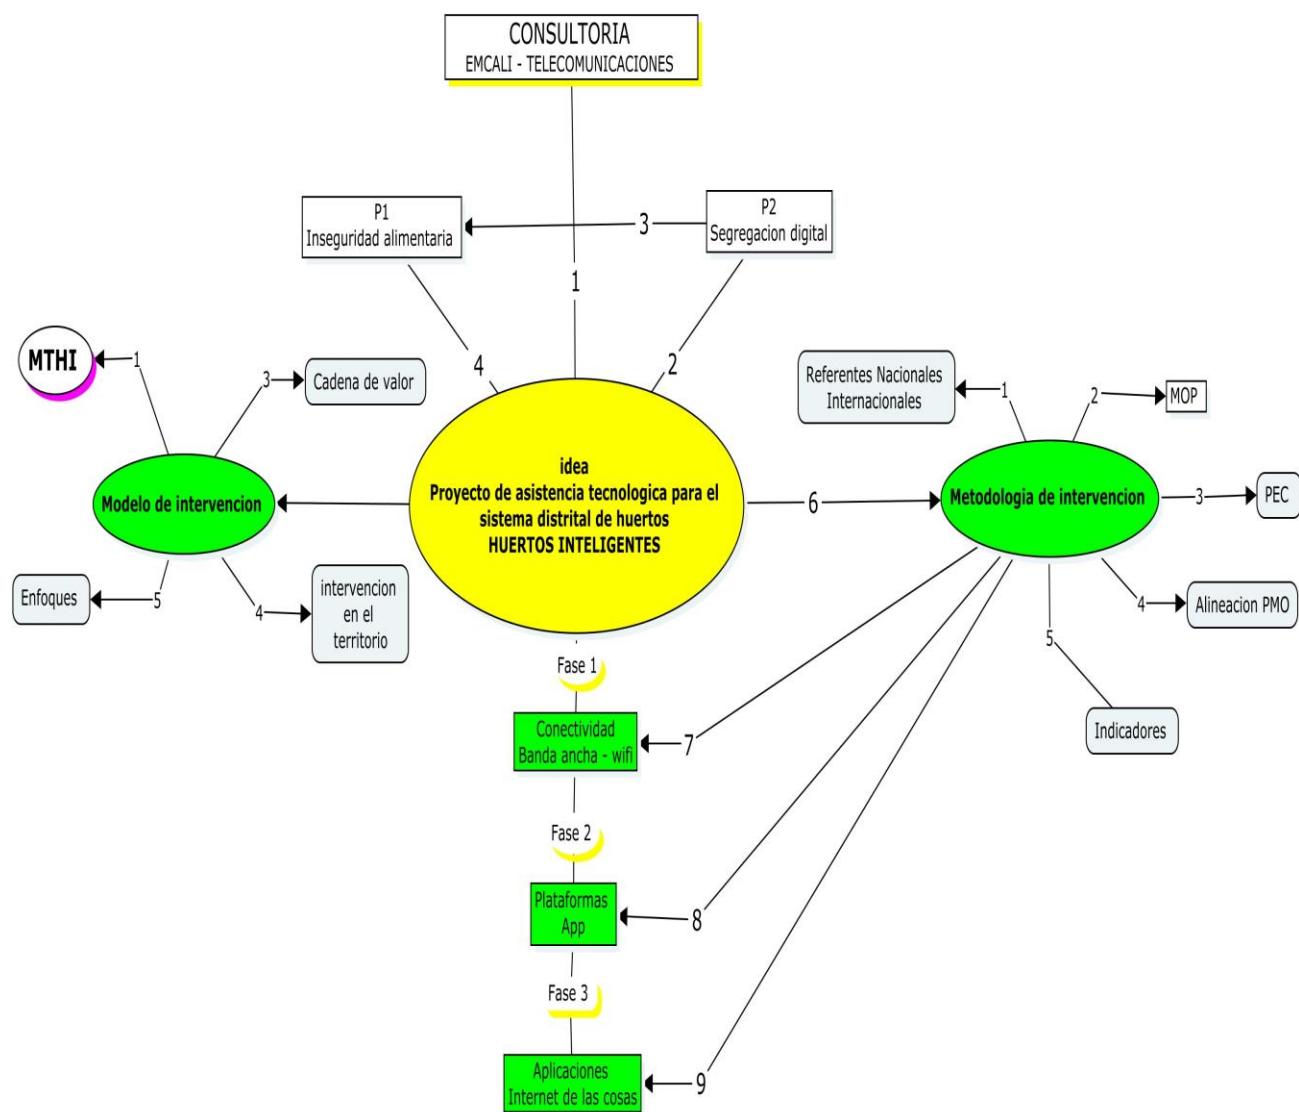 CONSULTORIA
EMCALI - TELECOMUNICACIONES
P1
Inseguridad alimentaria
3
P2
Segregacion digital
1
4
2
MTHI
1
3
Cadena de valor
Referentes Nacionales
Internacionales
1
2
MOP
idea
Proyecto de asistencia tecnologica para el
sistema distrital de huertos
HUERTOS INTELIGENTES
Modelo de intervencion
6
Metodologia de intervencion
3
PEC
Enfoques
5
4
intervencion
en el
territorio
4
Alineacion PMO
5
Indicadores
Fase 1
Conectividad
Banda ancha - wifi
7
Fase 2
Plataformas
App
8
Fase 3
Aplicaciones
Internet de las cosas
9